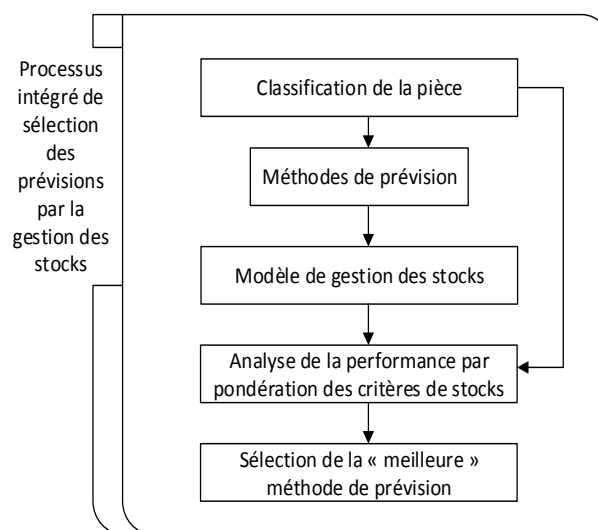 Processus
intégré de
sélection
des
prévisions
par la
gestion des
stocks
Classification de la pièce
Méthodes de prévision
Modèle de gestion des stocks
Analyse de la performance par
pondération des critères de stocks
Sélection de la « meilleure »
méthode de prévision